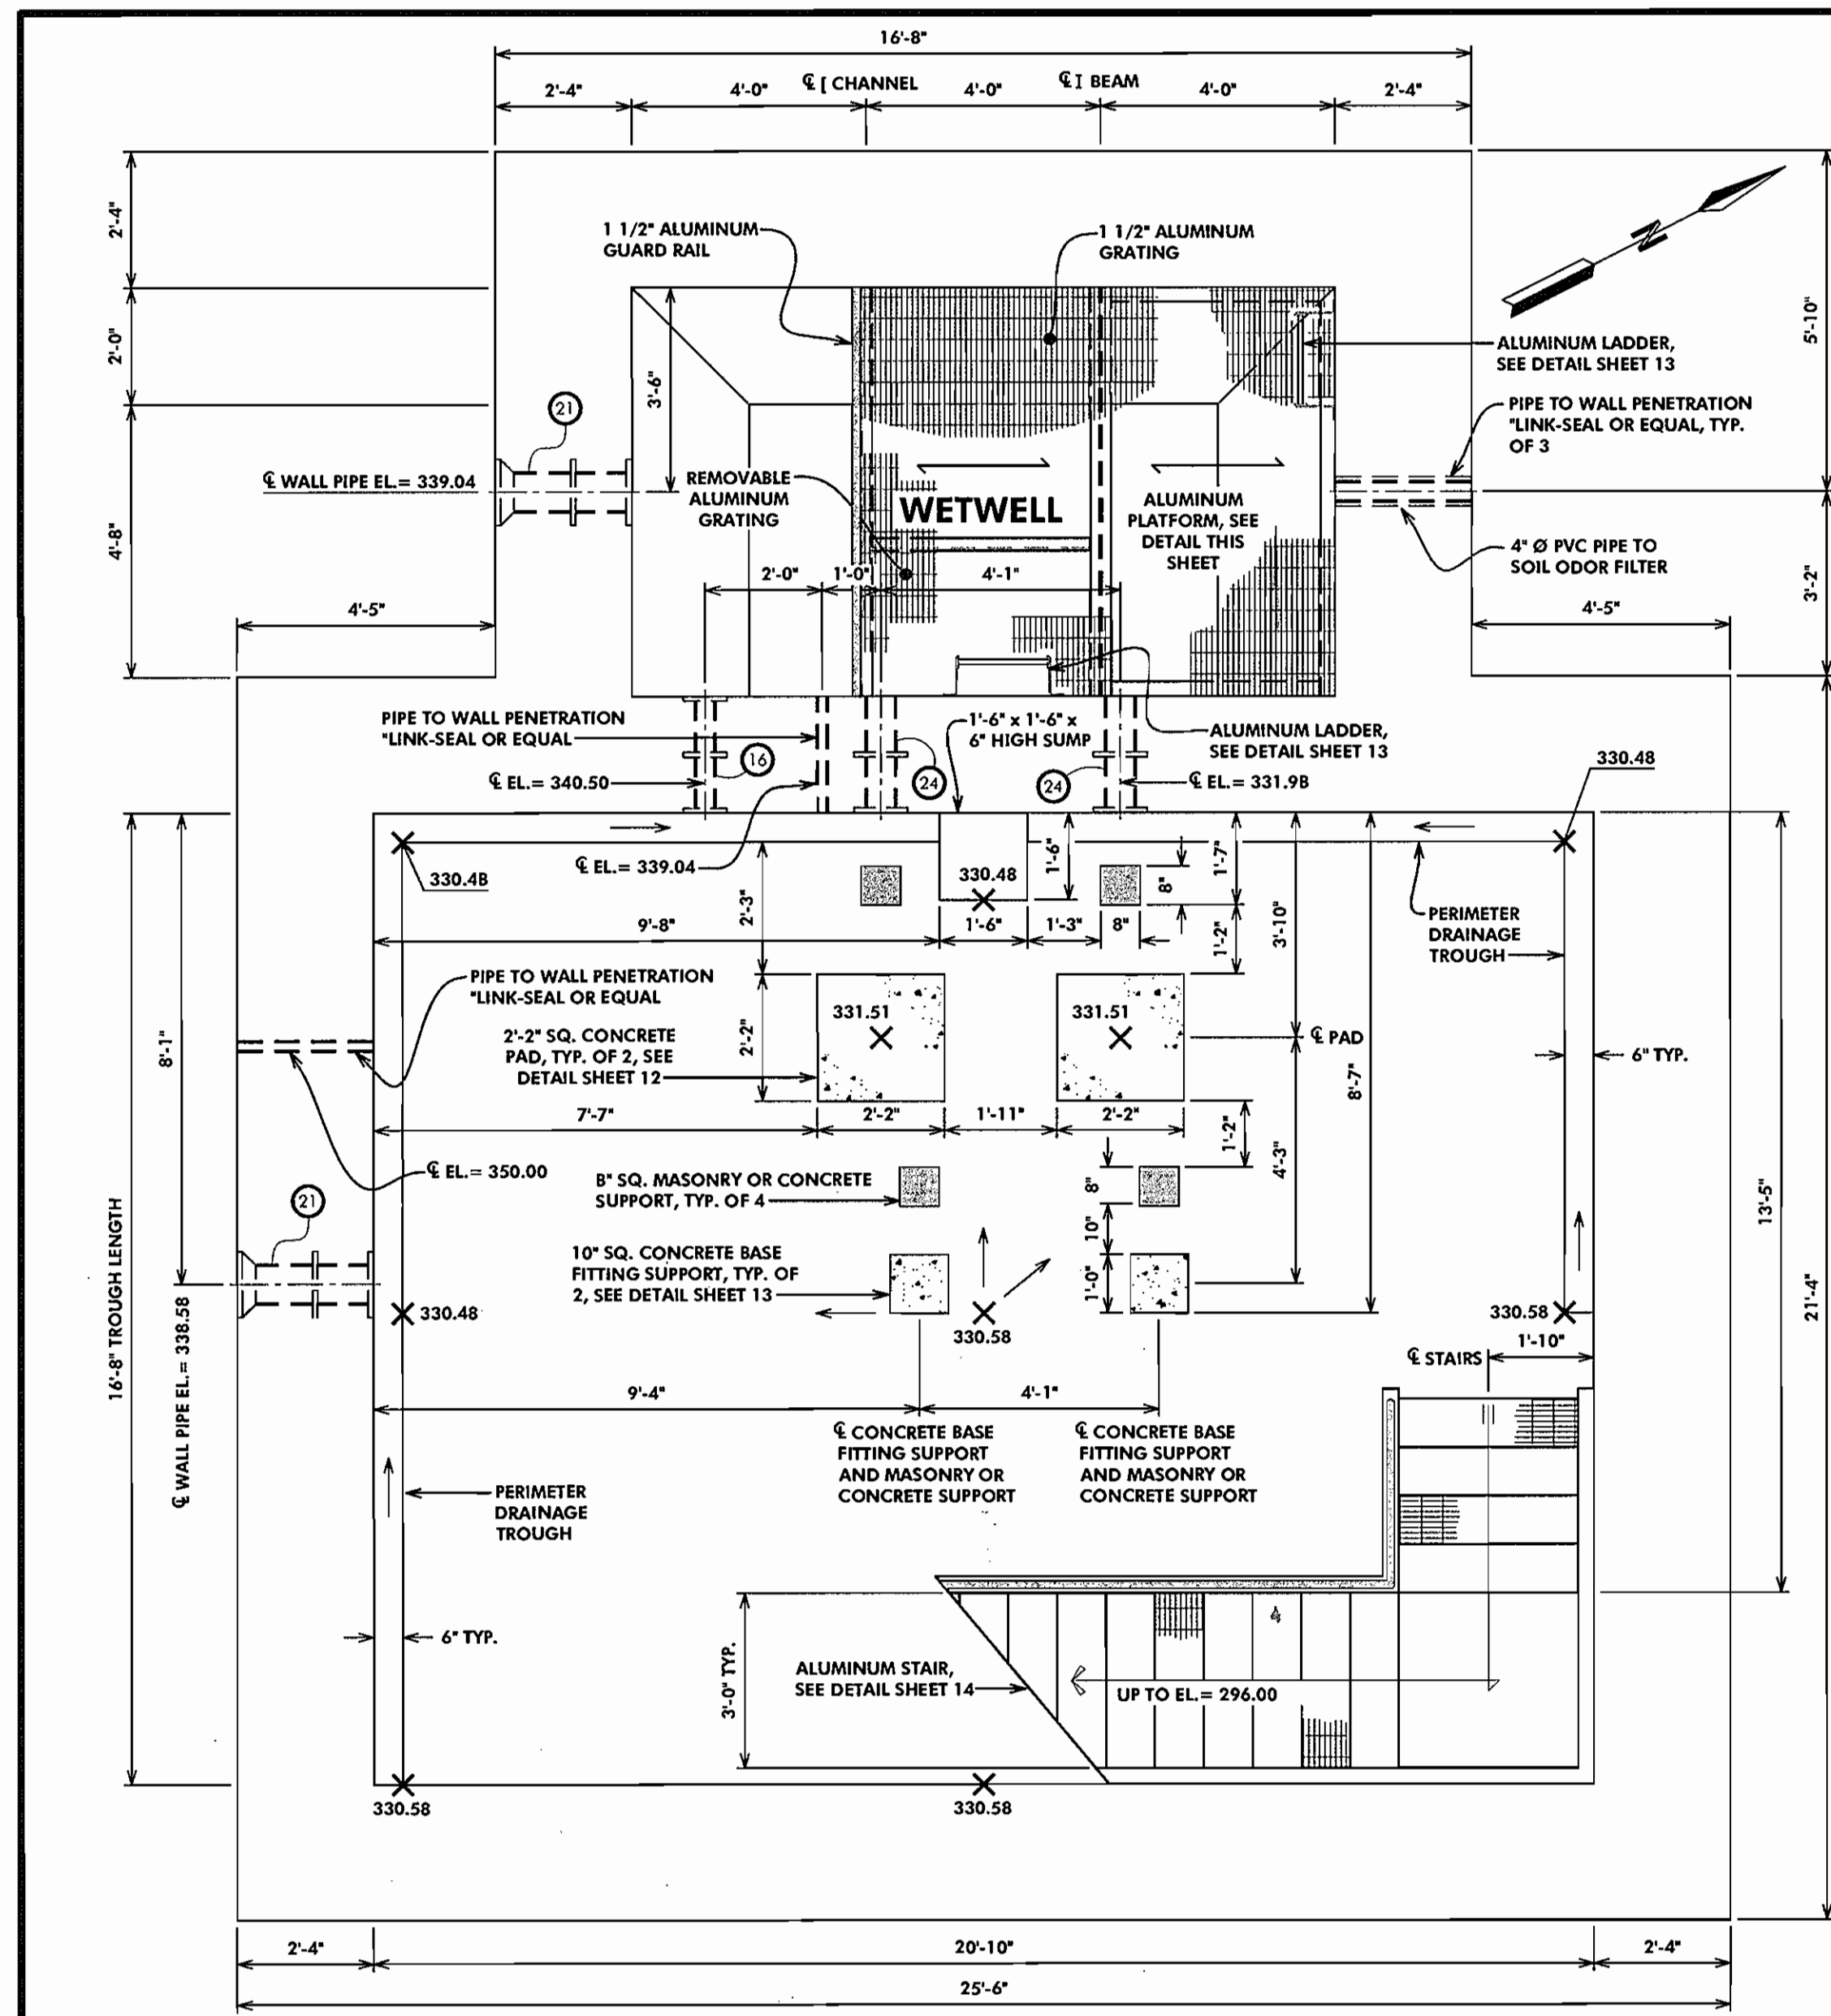 16'-8"
2'-4"
4'-0"
℄ [ CHANNEL
4'-0"
℄ I BEAM
4'-0"
2'-4"
2'-4"
2'-0"
4'-8"
5'-10"
3'-2"
21'-4"
1 1/2" ALUMINUM
GUARD RAIL
1 1/2" ALUMINUM
GRATING
N
ALUMINUM LADDER,
SEE DETAIL SHEET 13
3'-6"
21
℄ WALL PIPE EL.= 339.04
REMOVABLE
ALUMINUM
GRATING
WETWELL
ALUMINUM
PLATFORM, SEE
DETAIL THIS
SHEET
PIPE TO WALL PENETRATION
"LINK-SEAL OR EQUAL, TYP.
OF 3
4" Ø PVC PIPE TO
SOIL ODOR FILTER
2'-0"
1'-0"
4'-1"
4'-5"
4'-5"
PIPE TO WALL PENETRATION
"LINK-SEAL OR EQUAL
16
℄ EL.= 340.50
24
1'-6" x 1'-6" x
6" HIGH SUMP
24
ALUMINUM LADDER,
SEE DETAIL SHEET 13
℄ EL.= 331.9B
330.48
330.4B
℄ EL.= 339.04
330.48
1'-6"
8"
1'-7"
2'-3"
9'-8"
1'-6"
1'-3"
8"
1'-2"
3'-10"
PERIMETER
DRAINAGE
TROUGH
PIPE TO WALL PENETRATION
"LINK-SEAL OR EQUAL
8'-1"
2'-2" SQ. CONCRETE
PAD, TYP. OF 2, SEE
DETAIL SHEET 12
2'-2"
331.51
331.51
℄ PAD
6" TYP.
8'-7"
7'-7"
2'-2"
1'-11"
2'-2"
1'-2"
4'-3"
℄ EL.= 350.00
B" SQ. MASONRY OR CONCRETE
SUPPORT, TYP. OF 4
8"
10"
1'-0"
13'-5"
21
16'-8" TROUGH LENGTH
℄ WALL PIPE EL.= 338.58
10" SQ. CONCRETE BASE
FITTING SUPPORT, TYP. OF
2, SEE DETAIL SHEET 13
330.48
330.58
330.58
1'-10"
℄ STAIRS
9'-4"
4'-1"
℄ CONCRETE BASE
FITTING SUPPORT
AND MASONRY OR
CONCRETE SUPPORT
℄ CONCRETE BASE
FITTING SUPPORT
AND MASONRY OR
CONCRETE SUPPORT
PERIMETER
DRAINAGE
TROUGH
6" TYP.
3'-0" TYP.
ALUMINUM STAIR,
SEE DETAIL SHEET 14
UP TO EL.= 296.00
330.58
330.58
2'-4"
20'-10"
2'-4"
25'-6"